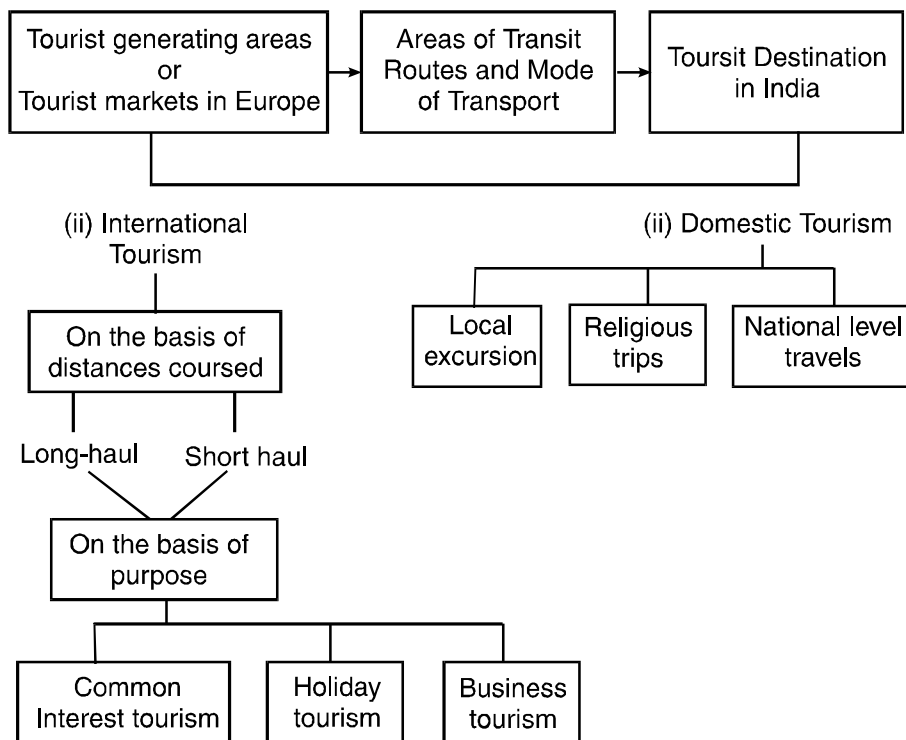 Tourist generating areas
or
Tourist markets in Europe
Areas of Transit
Routes and Mode
of Transport
Toursit Destination
in India
(ii) International
Tourism
(ii) Domestic Tourism
On the basis of
distances coursed
Local
excursion
Religious
trips
National level
travels
Long-haul
Short haul
On the basis of
purpose
Common
Interest tourism
Holiday
tourism
Business
tourism